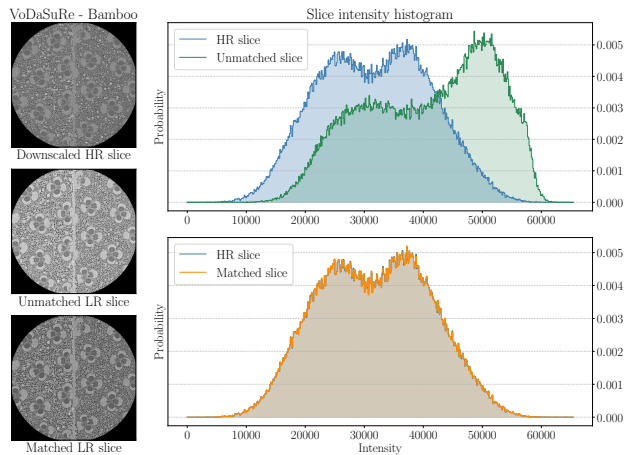 VoDaSuRe - Bamboo
Downscaled HR slice
Unmatched LR slice
Matched LR slice
Slice intensity histogram
HR slice
Unmatched slice
Probability
0.005
0.004
0.003
0.002
0.001
0.000
0 10000 20000 30000 40000 50000 60000
HR slice
Matched slice
Probability
0.005
0.004
0.003
0.002
0.001
0.000
0 10000 20000 30000 40000 50000 60000
Intensity